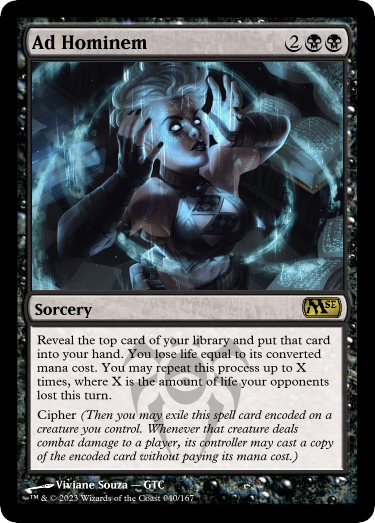 Ad Hominem 2
Sorcery M SE
Reveal the top card of your library and put that card
into your hand. You lose life equal to its converted
mana cost. You may repeat this process up to X
times, where X is the amount of life your opponents
lost this turn.
Cipher (Then you may exile this spell card encoded on a
creature you control. Whenever that creature deals
combat damage to a player, its controller may cast a copy
of the encoded card without paying its mana cost.)
Viviane Souza — GTC
™ & © 2023 Wizards of the Coast 040/167